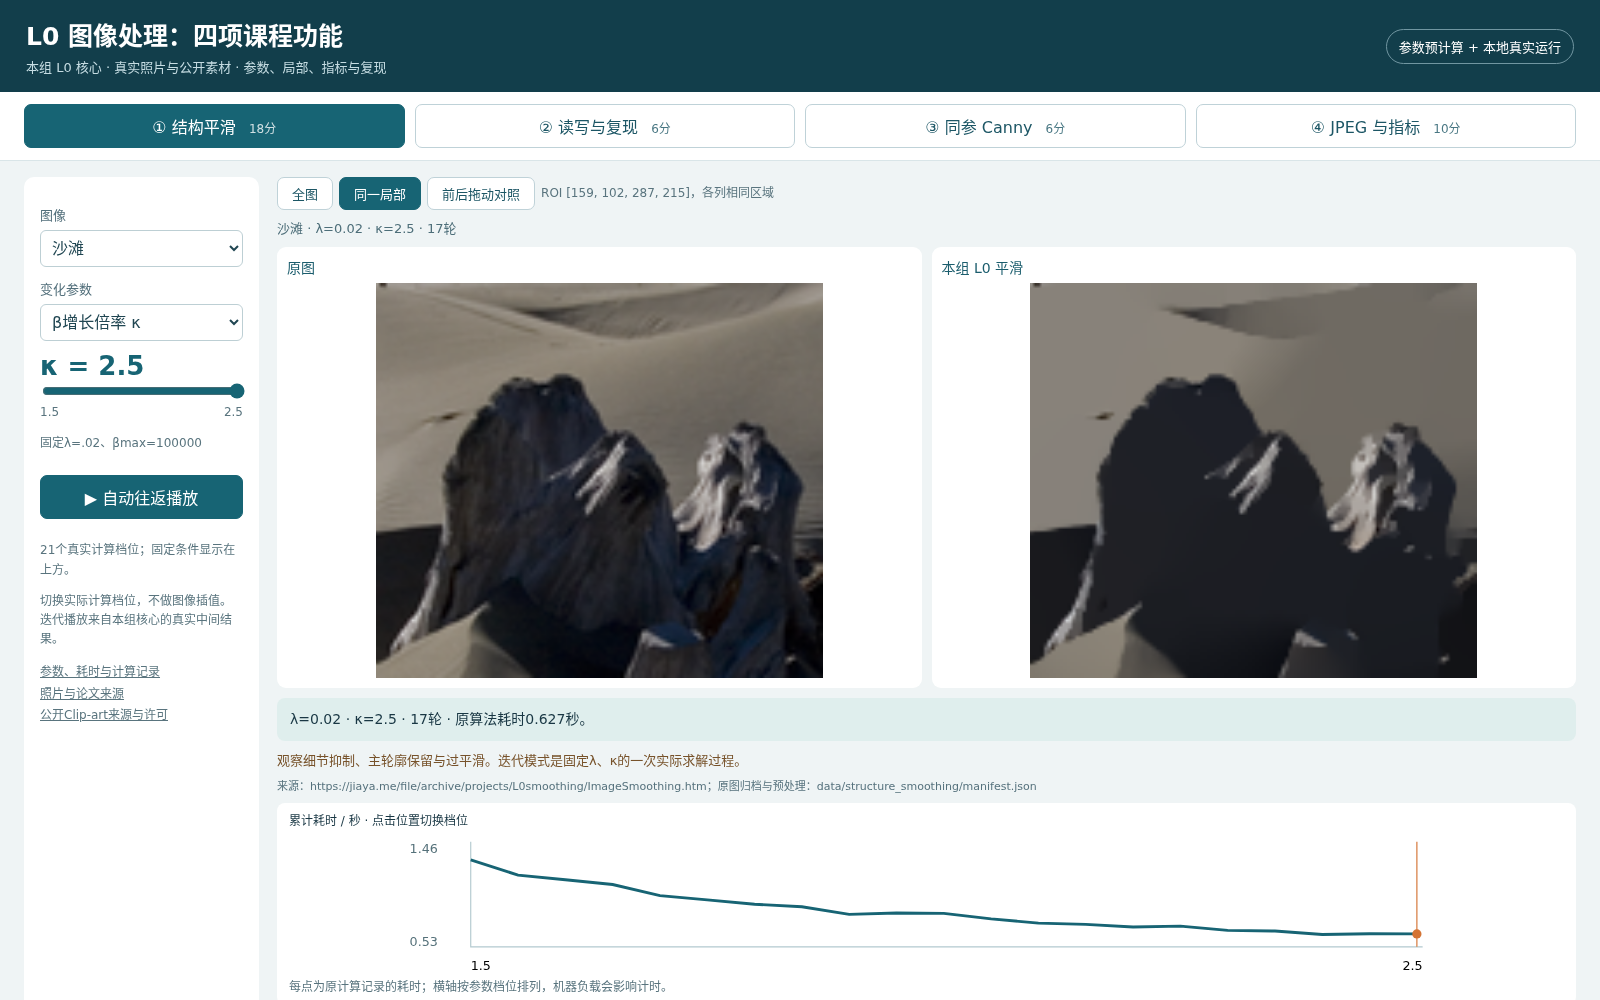 L0 图像处理：四项课程功能
本组 L0 核心 · 真实照片与公开素材 · 参数、局部、指标与复现
参数预计算 + 本地真实运行
① 结构平滑 18分
② 读写与复现 6分
③ 同参 Canny 6分
④ JPEG 与指标 10分
图像
沙滩
变化参数
β增长倍率 κ
κ = 2.5
1.5 2.5
固定λ=.02、βmax=100000
▶ 自动往返播放
21个真实计算档位；固定条件显示在
上方。
切换实际计算档位，不做图像插值。
迭代播放来自本组核心的真实中间结
果。
参数、耗时与计算记录
照片与论文来源
公开Clip-art来源与许可
全图 同一局部 前后拖动对照 ROI [159, 102, 287, 215]，各列相同区域
沙滩 · λ=0.02 · κ=2.5 · 17轮
原图
本组 L0 平滑
λ=0.02 · κ=2.5 · 17轮 · 原算法耗时0.627秒。
观察细节抑制、主轮廓保留与过平滑。迭代模式是固定λ、κ的一次实际求解过程。
来源：https://jiaya.me/file/archive/projects/L0smoothing/ImageSmoothing.htm；原图归档与预处理：data/structure_smoothing/manifest.json
累计耗时 / 秒 · 点击位置切换档位
1.46
0.53
1.5 2.5
每点为原计算记录的耗时；横轴按参数档位排列，机器负载会影响计时。